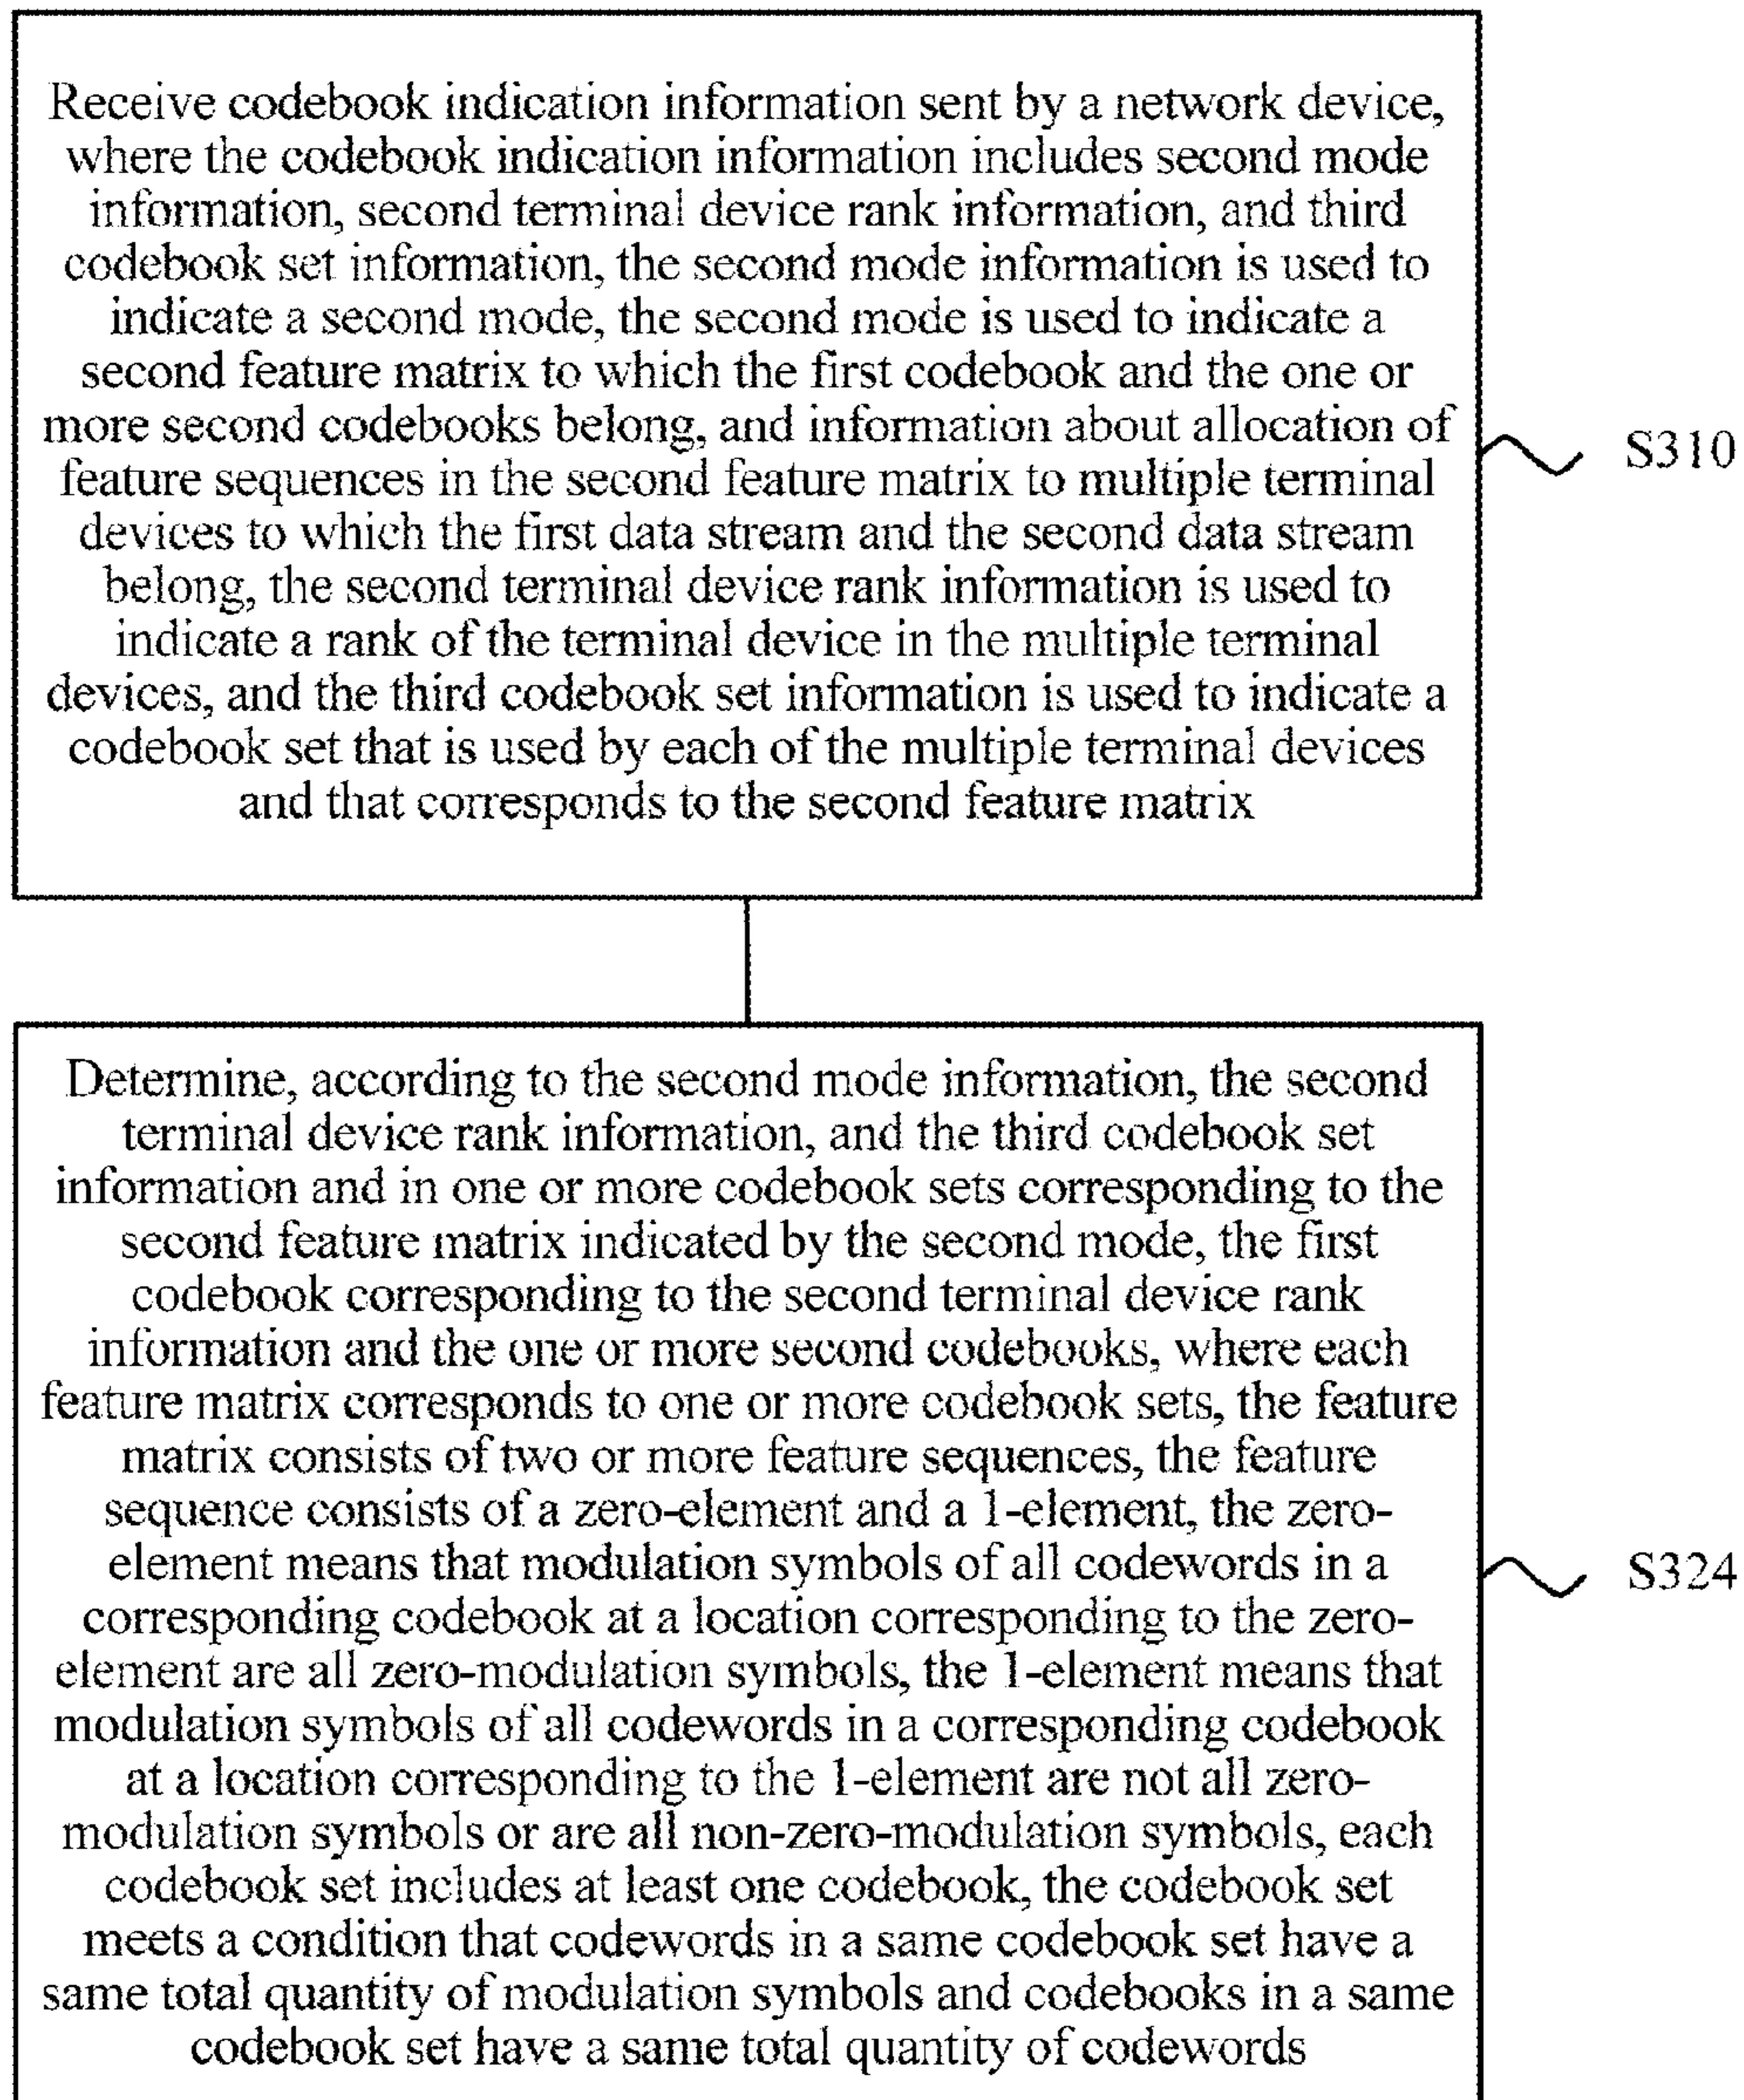 Receive codebook indication information sent by a network device,
where the codebook indication information includes second mode
information, second terminal device rank information, and third
codebook set information, the second mode information is used to
indicate a second mode, the second mode is used to indicate a
second feature matrix to which the first codebook and the one or
more second codebooks belong, and information about allocation of
feature sequences in the second feature matrix to multiple terminal
devices to which the first data stream and the second data stream
belong, the second terminal device rank information is used to
indicate a rank of the terminal device in the multiple terminal
devices, and the third codebook set information is used to indicate a
codebook set that is used by each of the multiple terminal devices
and that corresponds to the second feature matrix
S310
Determine, according to the second mode information, the second
terminal device rank information, and the third codebook set
information and in one or more codebook sets corresponding to the
second feature matrix indicated by the second mode, the first
codebook corresponding to the second terminal device rank
information and the one or more second codebooks, where each
feature matrix corresponds to one or more codebook sets, the feature
matrix consists of two or more feature sequences, the feature
sequence consists of a zero-element and a 1-element, the zero-
element means that modulation symbols of all codewords in a
corresponding codebook at a location corresponding to the zero-
element are all zero-modulation symbols, the 1-element means that
modulation symbols of all codewords in a corresponding codebook
at a location corresponding to the 1-element are not all zero-
modulation symbols or are all non-zero-modulation symbols, each
codebook set includes at least one codebook, the codebook set
meets a condition that codewords in a same codebook set have a
same total quantity of modulation symbols and codebooks in a same
codebook set have a same total quantity of codewords
S324